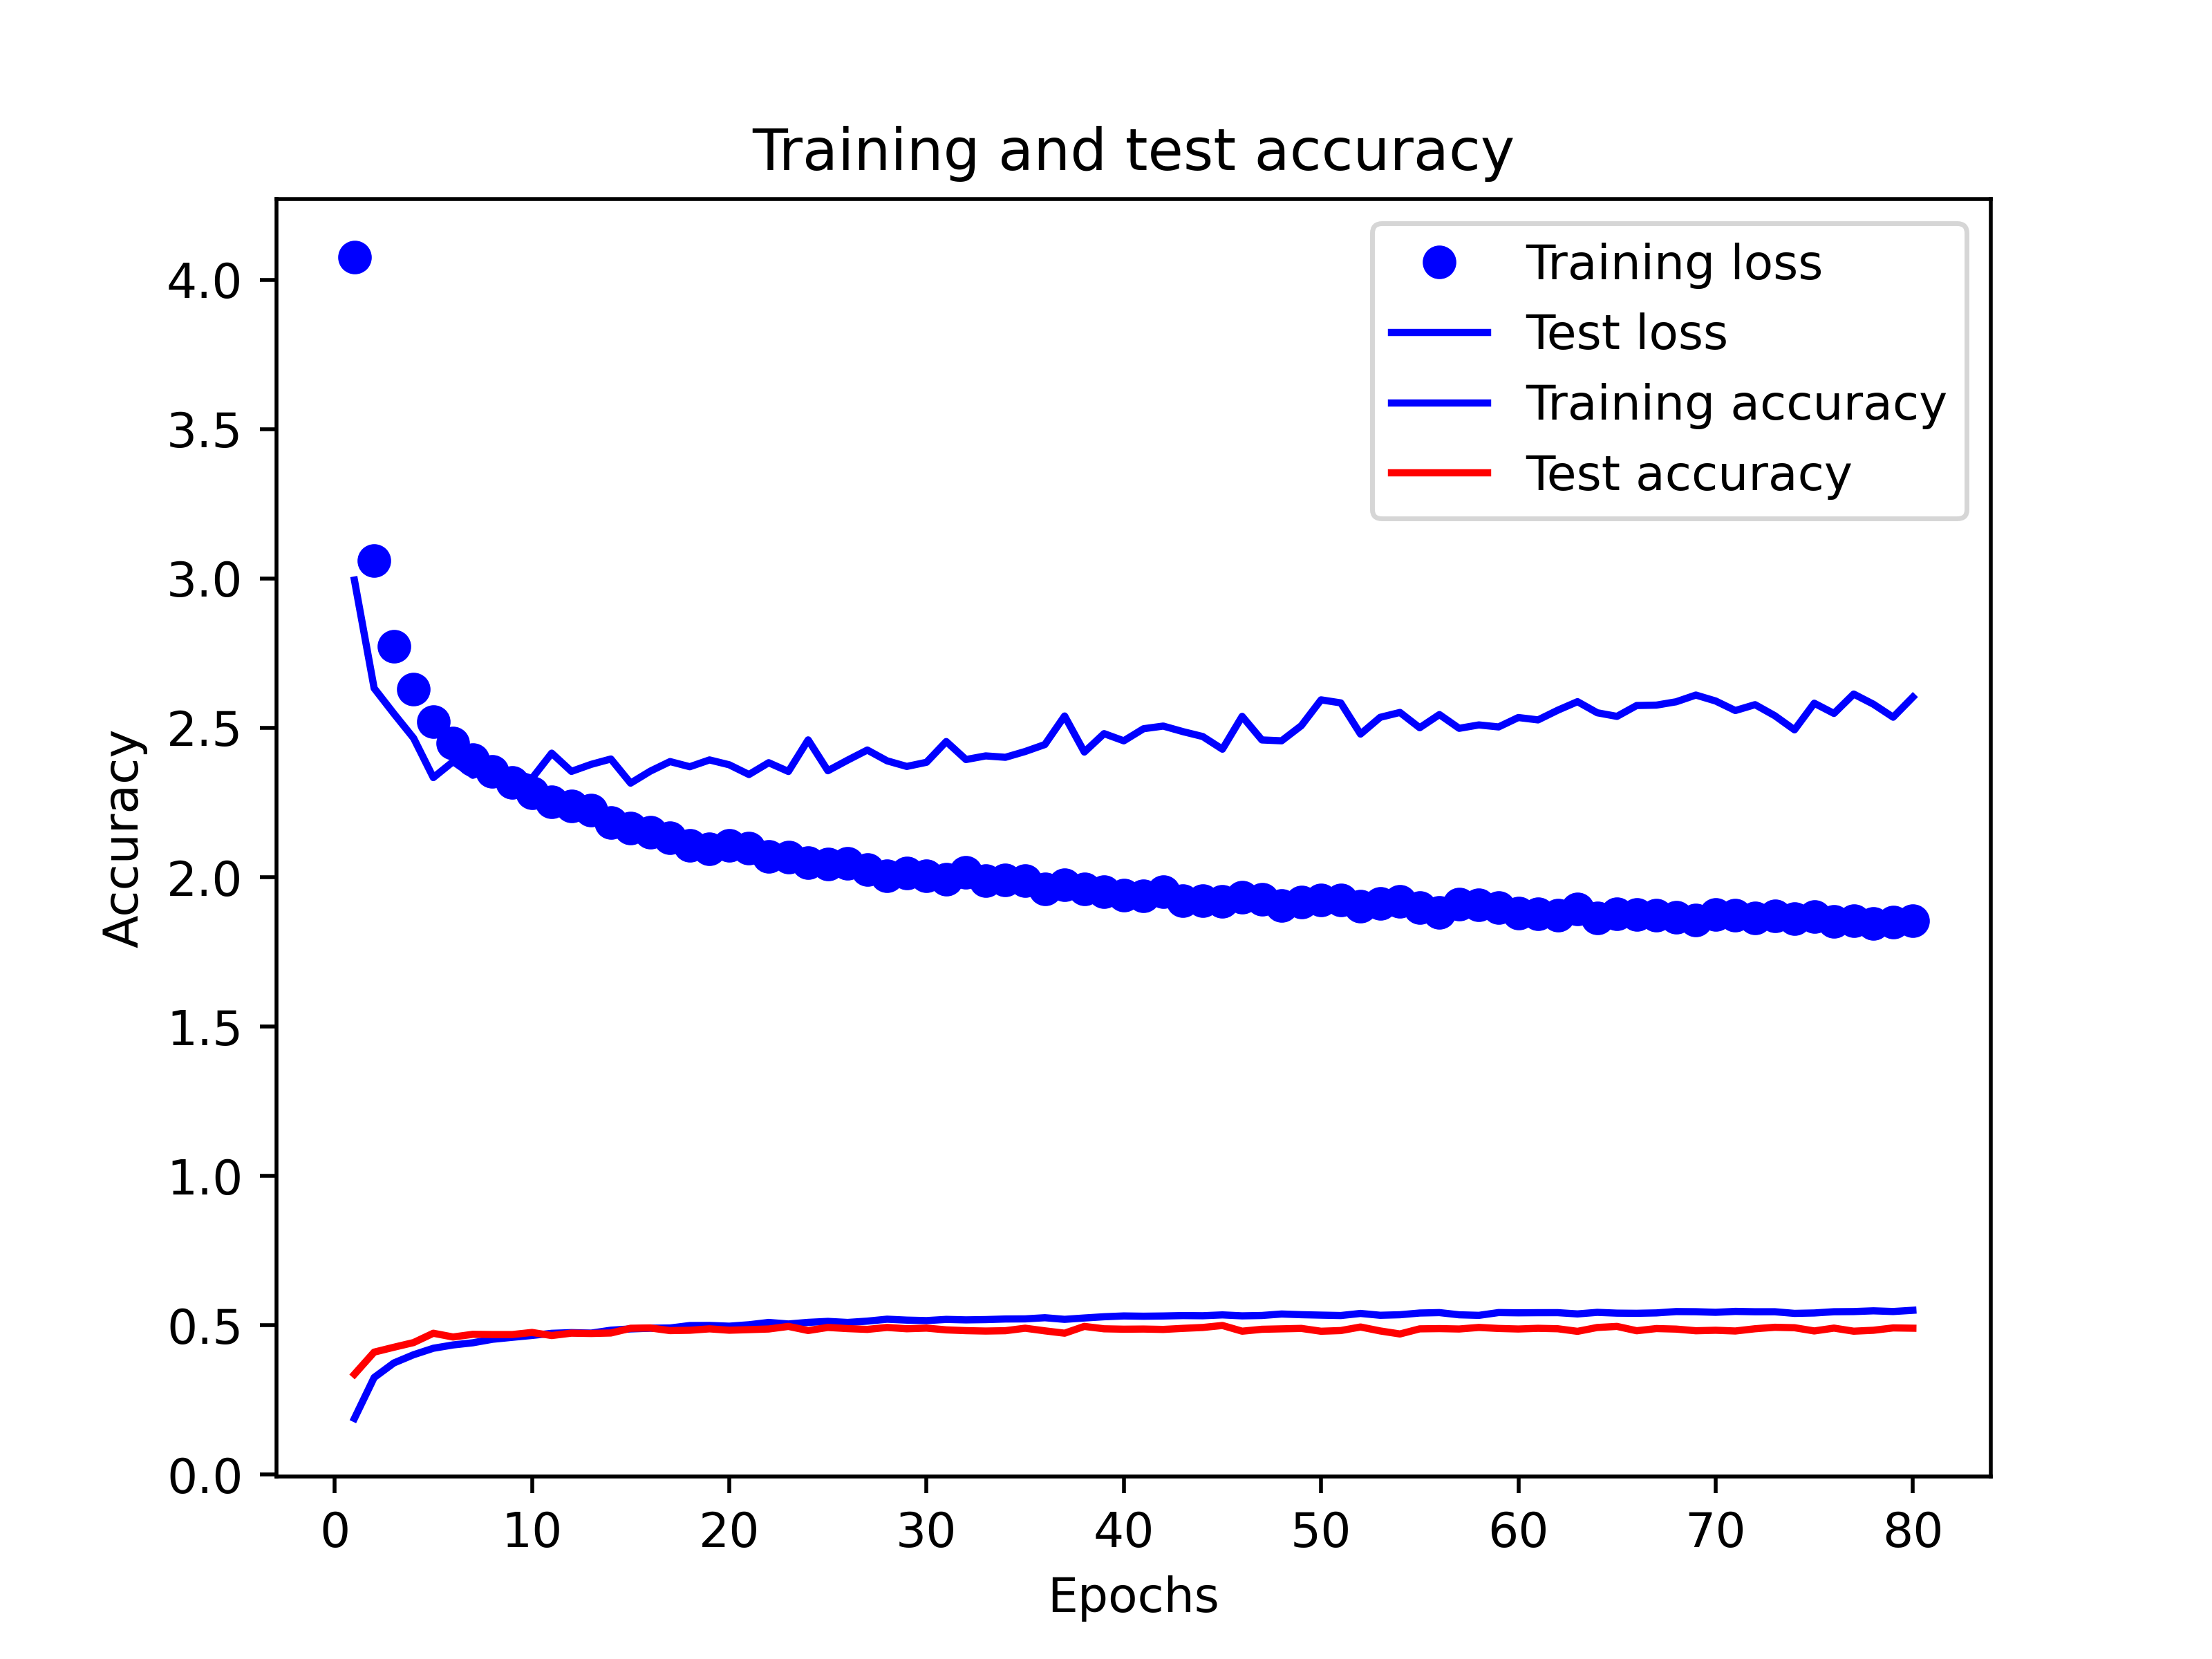 Training and test accuracy
Training loss
Test loss
Training accuracy
Test accuracy
4.0
3.5
3.0
2.5
2.0
1.5
1.0
0.5
0.0
Accuracy
0 10 20 30 40 50 60 70 80
Epochs